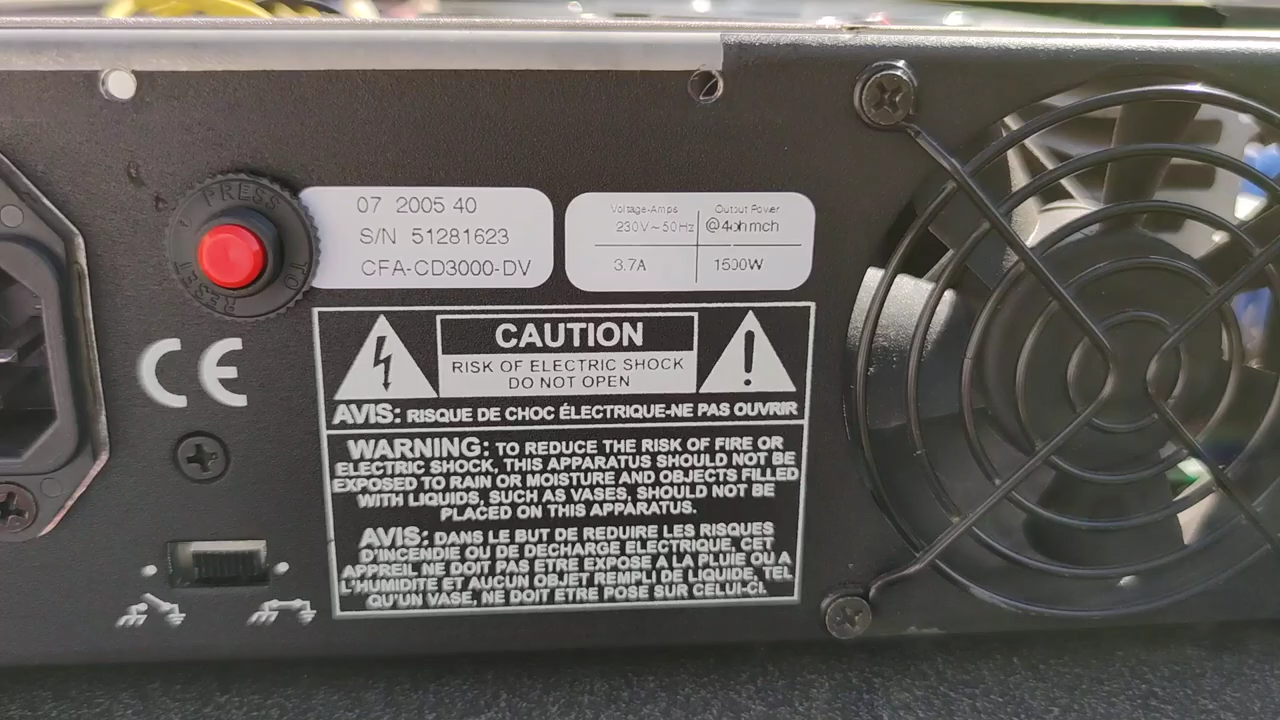 PRESS
TO
RESET
07 2005 40
S/N 51281623
CFA-CD3000-DV
Voltage-Amps Output Power
230V~50Hz @4ohmch
3.7A 1500W
CE
CAUTION
RISK OF ELECTRIC SHOCK
DO NOT OPEN
AVIS: RISQUE DE CHOC ÉLECTRIQUE-NE PAS OUVRIR
WARNING: TO REDUCE THE RISK OF FIRE OR
ELECTRIC SHOCK, THIS APPARATUS SHOULD NOT BE
EXPOSED TO RAIN OR MOISTURE AND OBJECTS FILLED
WITH LIQUIDS, SUCH AS VASES, SHOULD NOT BE
PLACED ON THIS APPARATUS.
AVIS: DANS LE BUT DE REDUIRE LES RISQUES
D'INCENDIE OU DE DECHARGE ELECTRIQUE, CET
APPREIL NE DOIT PAS ETRE EXPOSE A LA PLUIE OU A
L'HUMIDITE ET AUCUN OBJET REMPLI DE LIQUIDE, TEL
QU'UN VASE, NE DOIT ETRE POSE SUR CELUI-CI.